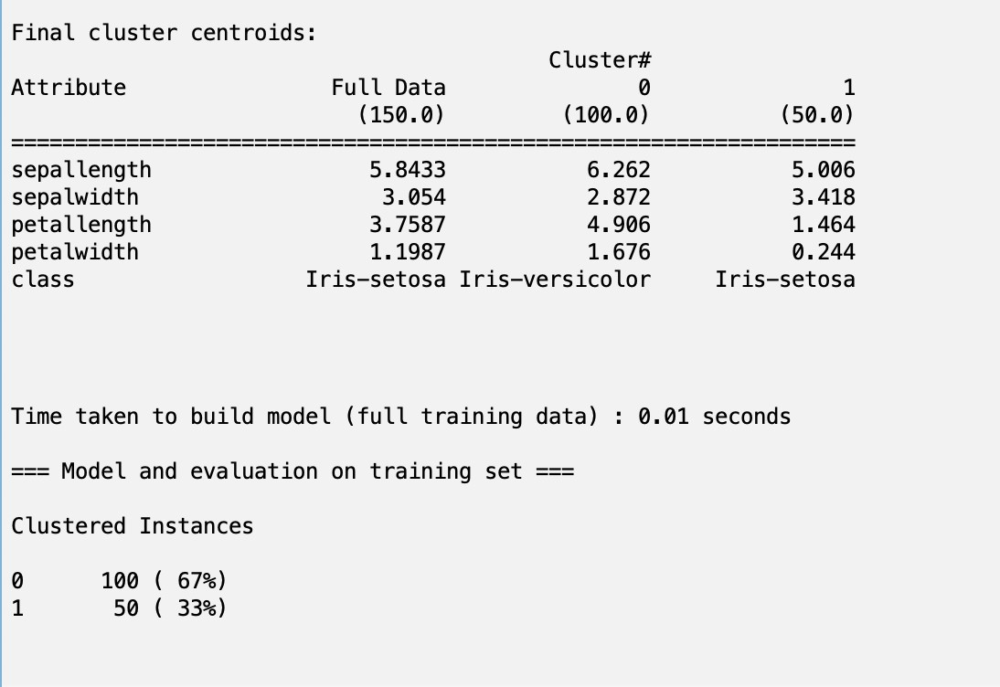 Final cluster centroids:
                                          Cluster#
Attribute                Full Data               0               1
                           (150.0)         (100.0)          (50.0)
==================================================================
sepallength                 5.8433           6.262           5.006
sepalwidth                   3.054           2.872           3.418
petallength                 3.7587           4.906           1.464
petalwidth                  1.1987           1.676           0.244
class                  Iris-setosa Iris-versicolor     Iris-setosa
Time taken to build model (full training data) : 0.01 seconds
=== Model and evaluation on training set ===
Clustered Instances
0      100 ( 67%)
1       50 ( 33%)